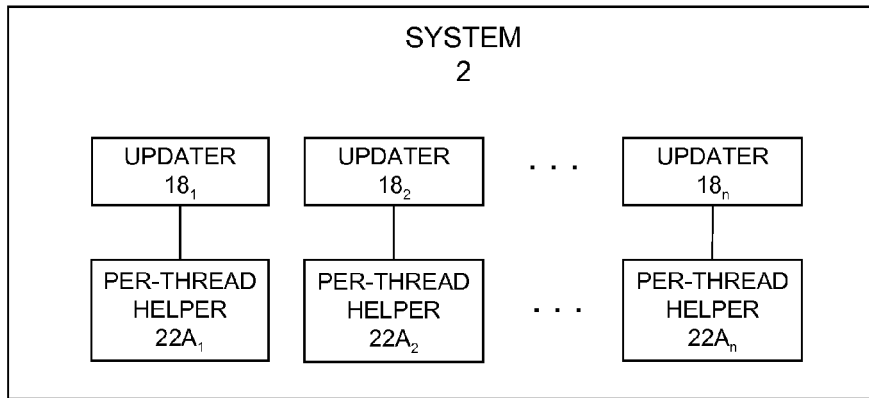 SYSTEM
2
UPDATER
18₁
UPDATER
18₂
. . .
UPDATER
18ₙ
PER-THREAD
HELPER
22A₁
PER-THREAD
HELPER
22A₂
. . .
PER-THREAD
HELPER
22Aₙ